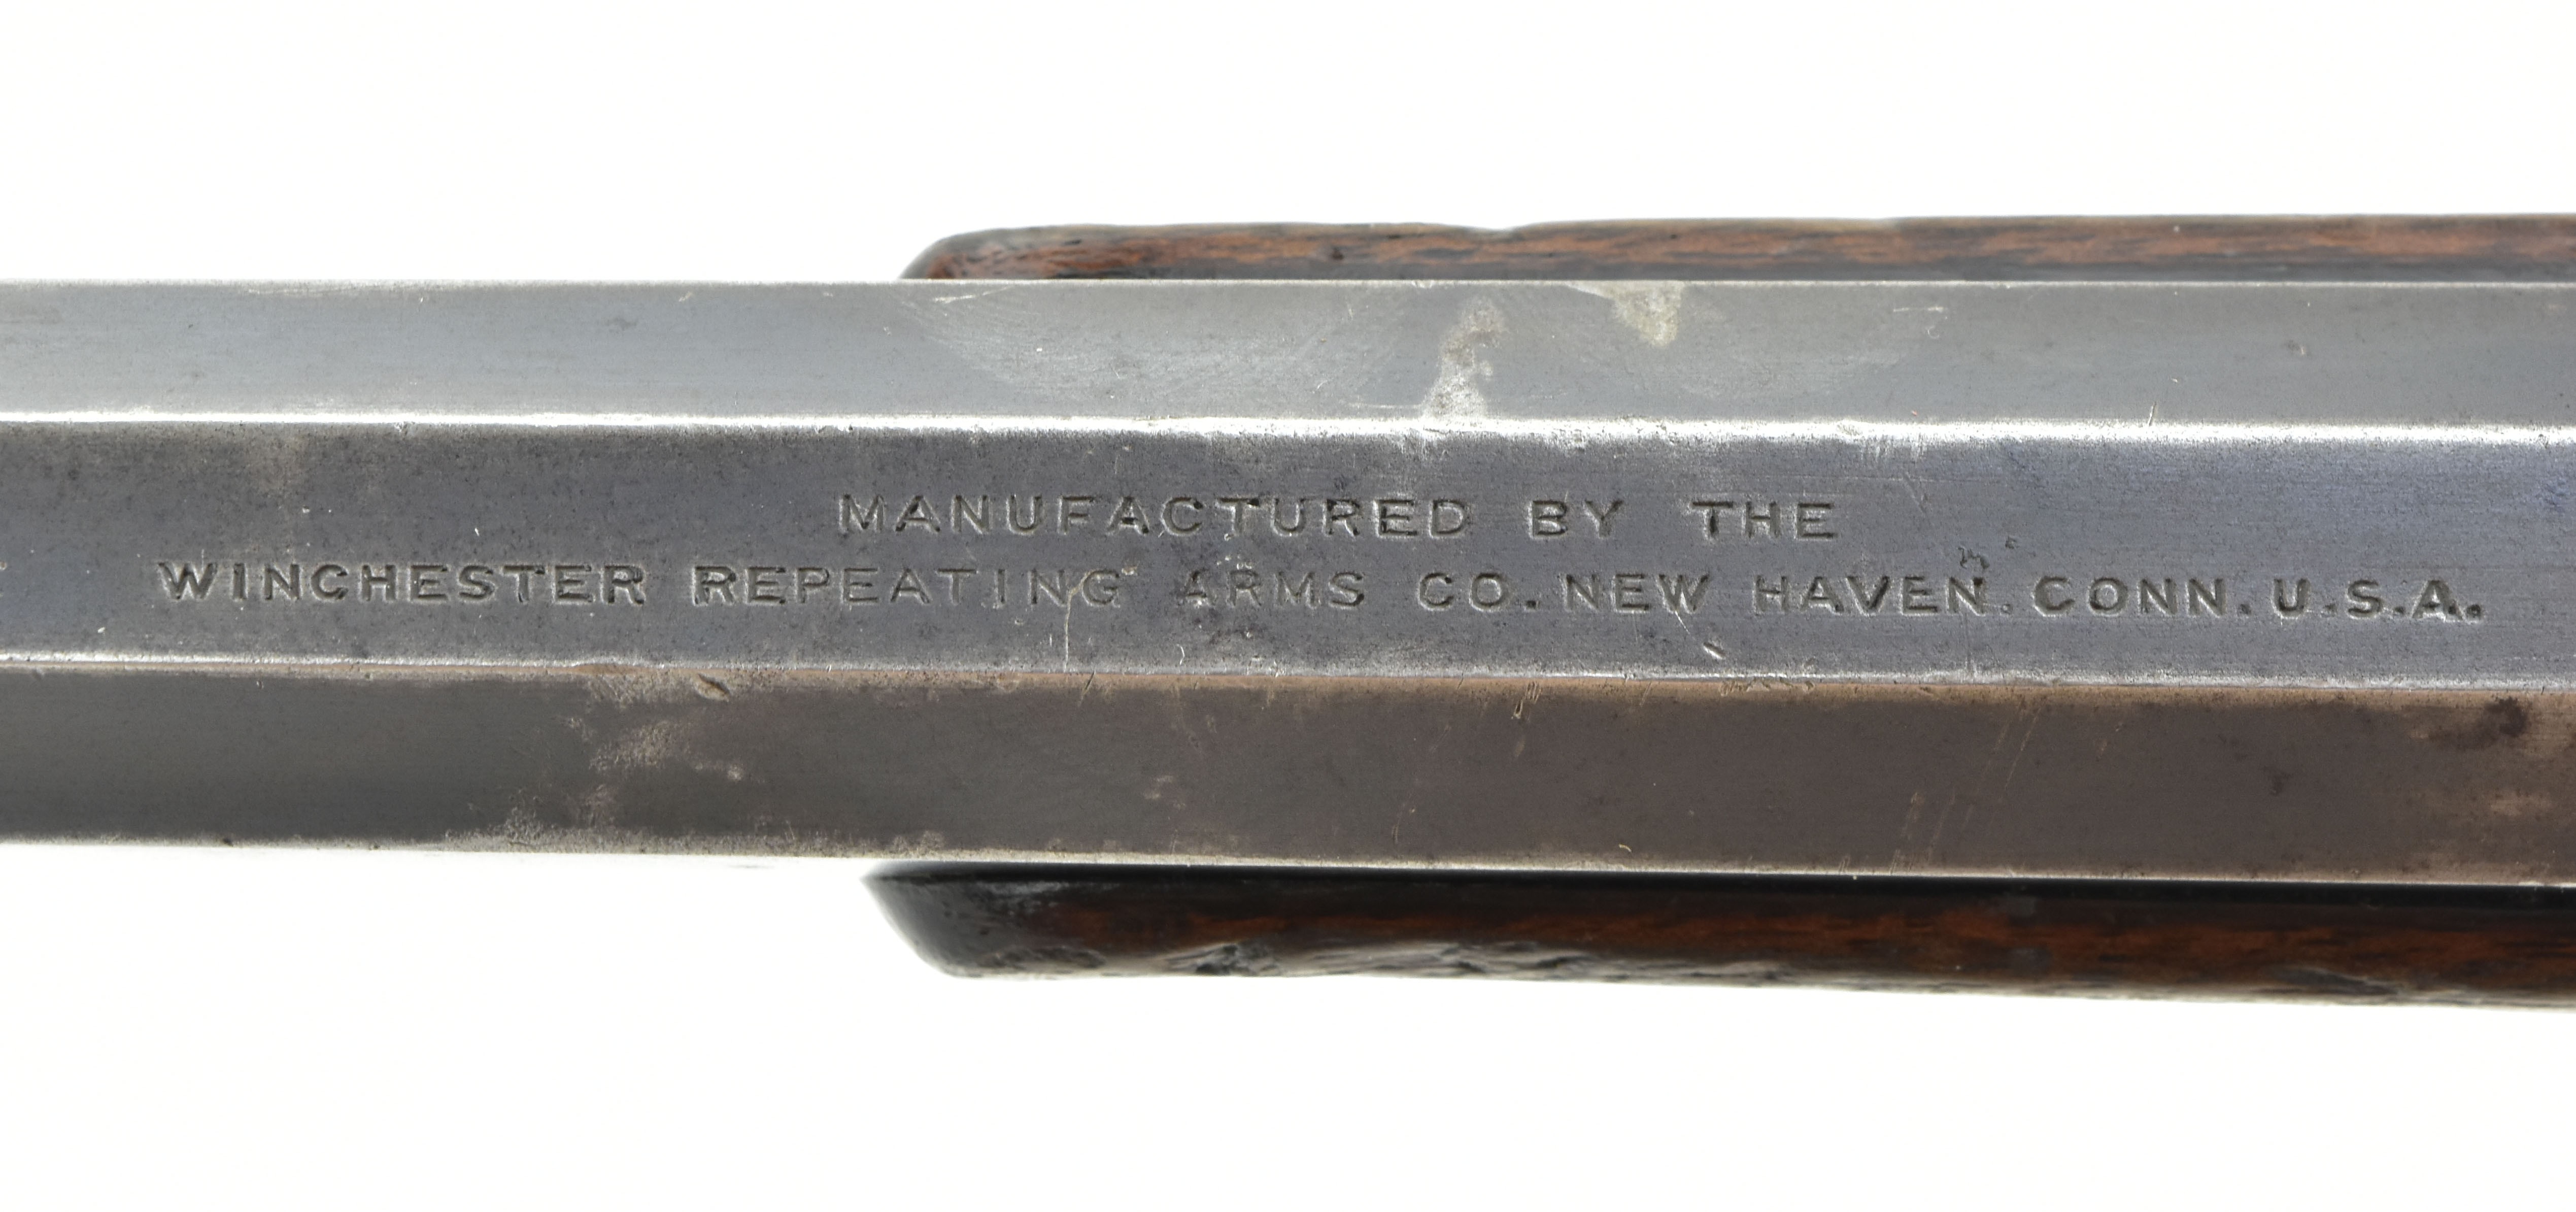 MANUFACTURED BY THE
WINCHESTER REPEATING ARMS CO. NEW HAVEN. CONN. U.S.A.